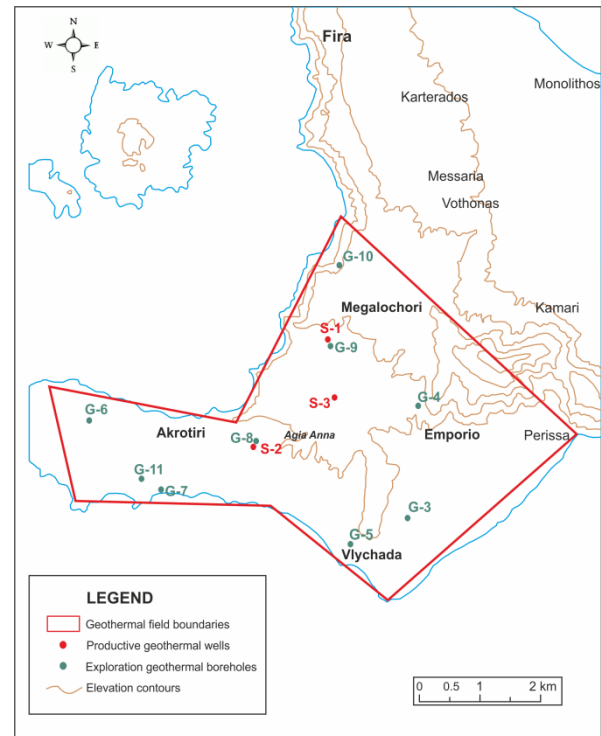 N
W E
S
Fira
Monolithos
Karterados
Messaria
Vothonas
G-10
Megalochori
Kamari
S-1
G-9
S-3
G-4
G-6
Akrotiri
G-8
Agia Anna
Emporio
Perissa
S-2
G-11
G-7
G-3
G-5
Vlychada
LEGEND
Geothermal field boundaries
Productive geothermal wells
Exploration geothermal boreholes
Elevation contours
0 0.5 1 2 km